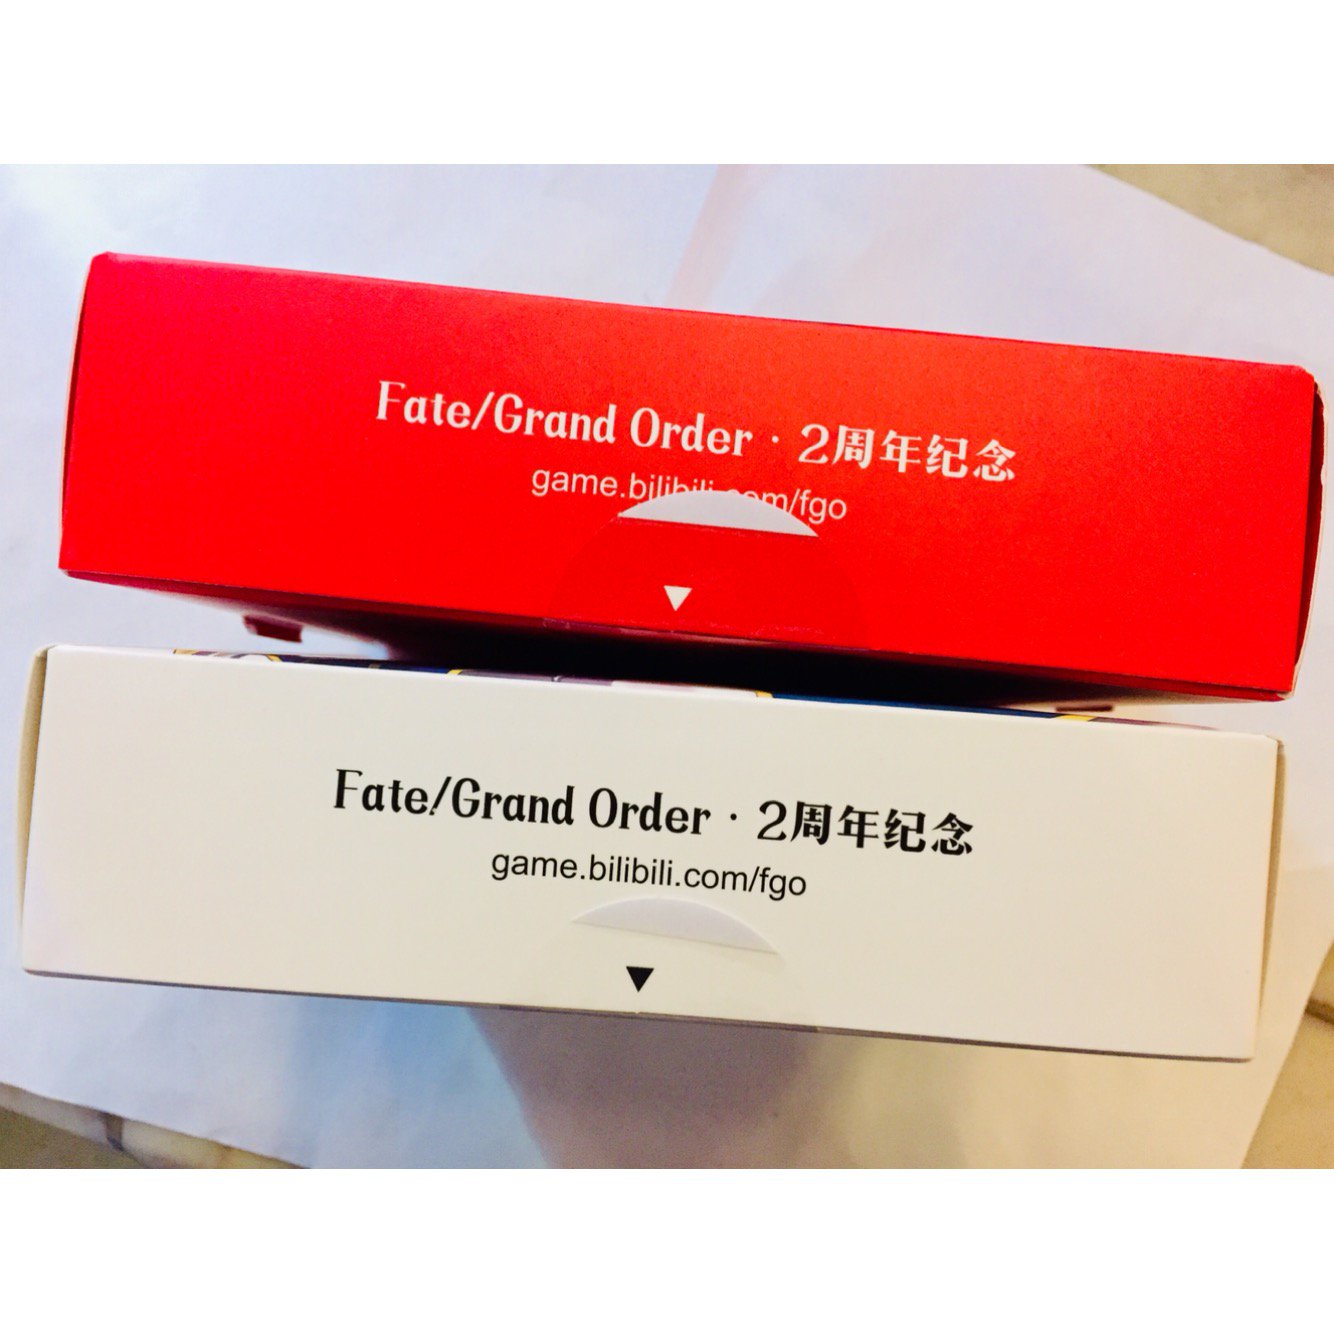 Fate/Grand Order · 2周年纪念
game.bilibili.com/fgo
Fate/Grand Order · 2周年纪念
game.bilibili.com/fgo